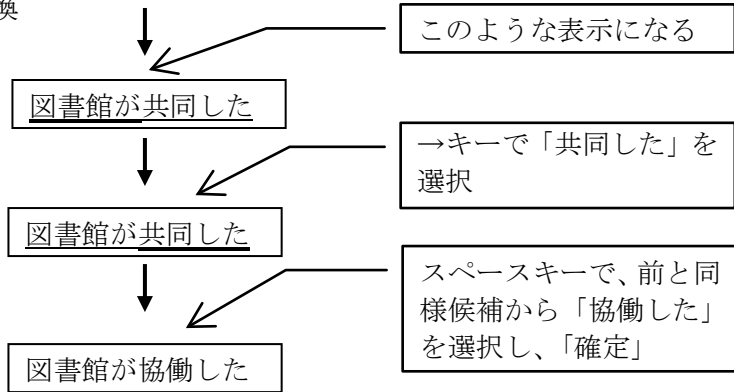 換
このような表示になる
図書館が共同した
→キーで「共同した」を
選択
図書館が共同した
スペースキーで、前と同
様候補から「協働した」
を選択し、「確定」
図書館が協働した